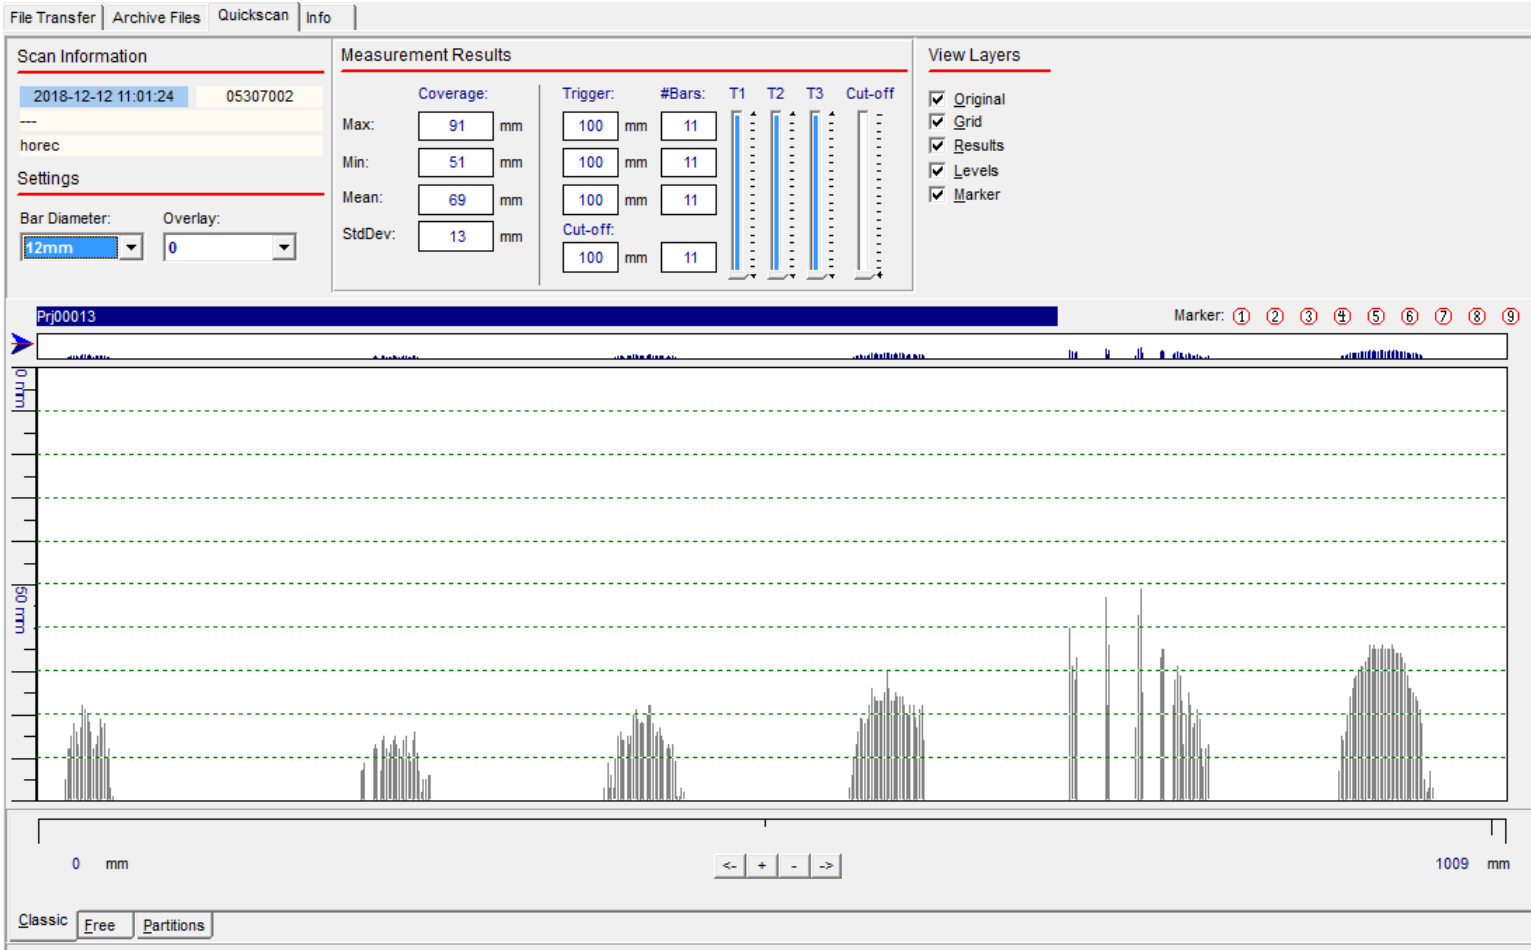 File Transfer Archive Files Quickscan Info
Scan Information
2018-12-12 11:01:24 05307002
---
horec
Settings
Bar Diameter: Overlay:
12mm 0
Measurement Results
Coverage: Trigger: #Bars: T1 T2 T3 Cut-off
Max: 91 mm 100 mm 11
Min: 51 mm 100 mm 11
Mean: 69 mm 100 mm 11
StdDev: 13 mm
Cut-off:
100 mm 11
View Layers
Original
Grid
Results
Levels
Marker
Prj00013 Marker: 1 2 3 4 5 6 7 8 9
0 mm
50 mm
0 mm <- + - -> 1009 mm
Classic Free Partitions